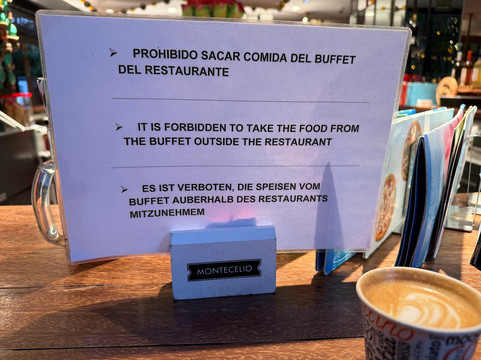 ➢ PROHIBIDO SACAR COMIDA DEL BUFFET
DEL RESTAURANTE
➢ IT IS FORBIDDEN TO TAKE THE FOOD FROM
THE BUFFET OUTSIDE THE RESTAURANT
➢ ES IST VERBOTEN, DIE SPEISEN VOM
BUFFET AUBERHALB DES RESTAURANTS
MITZUNEHMEM
MONTECELIO